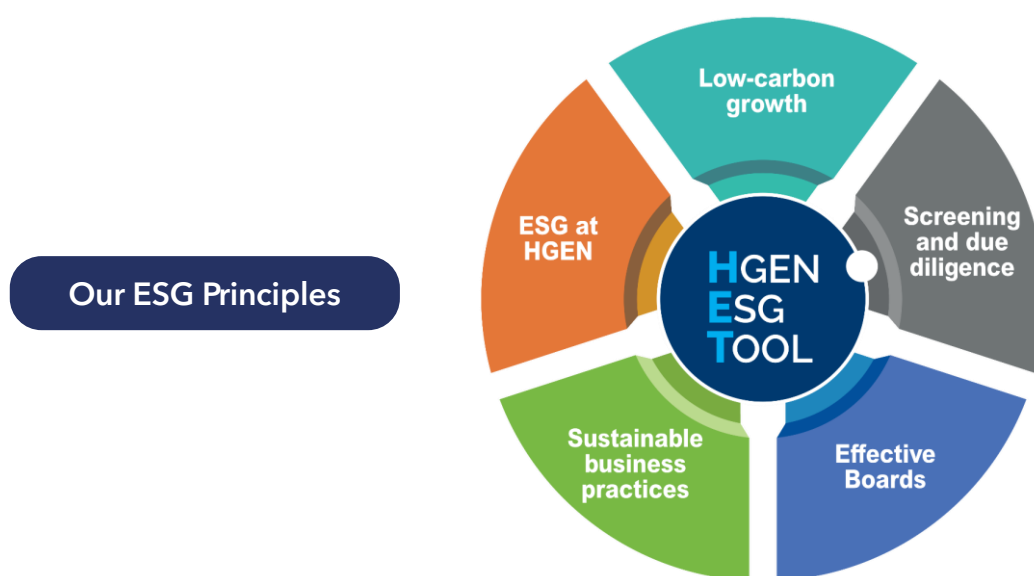 Our ESG Principles
Low-carbon
growth
Screening
and due
diligence
Effective
Boards
Sustainable
business
practices
ESG at
HGEN
HGEN
ESG
TOOL